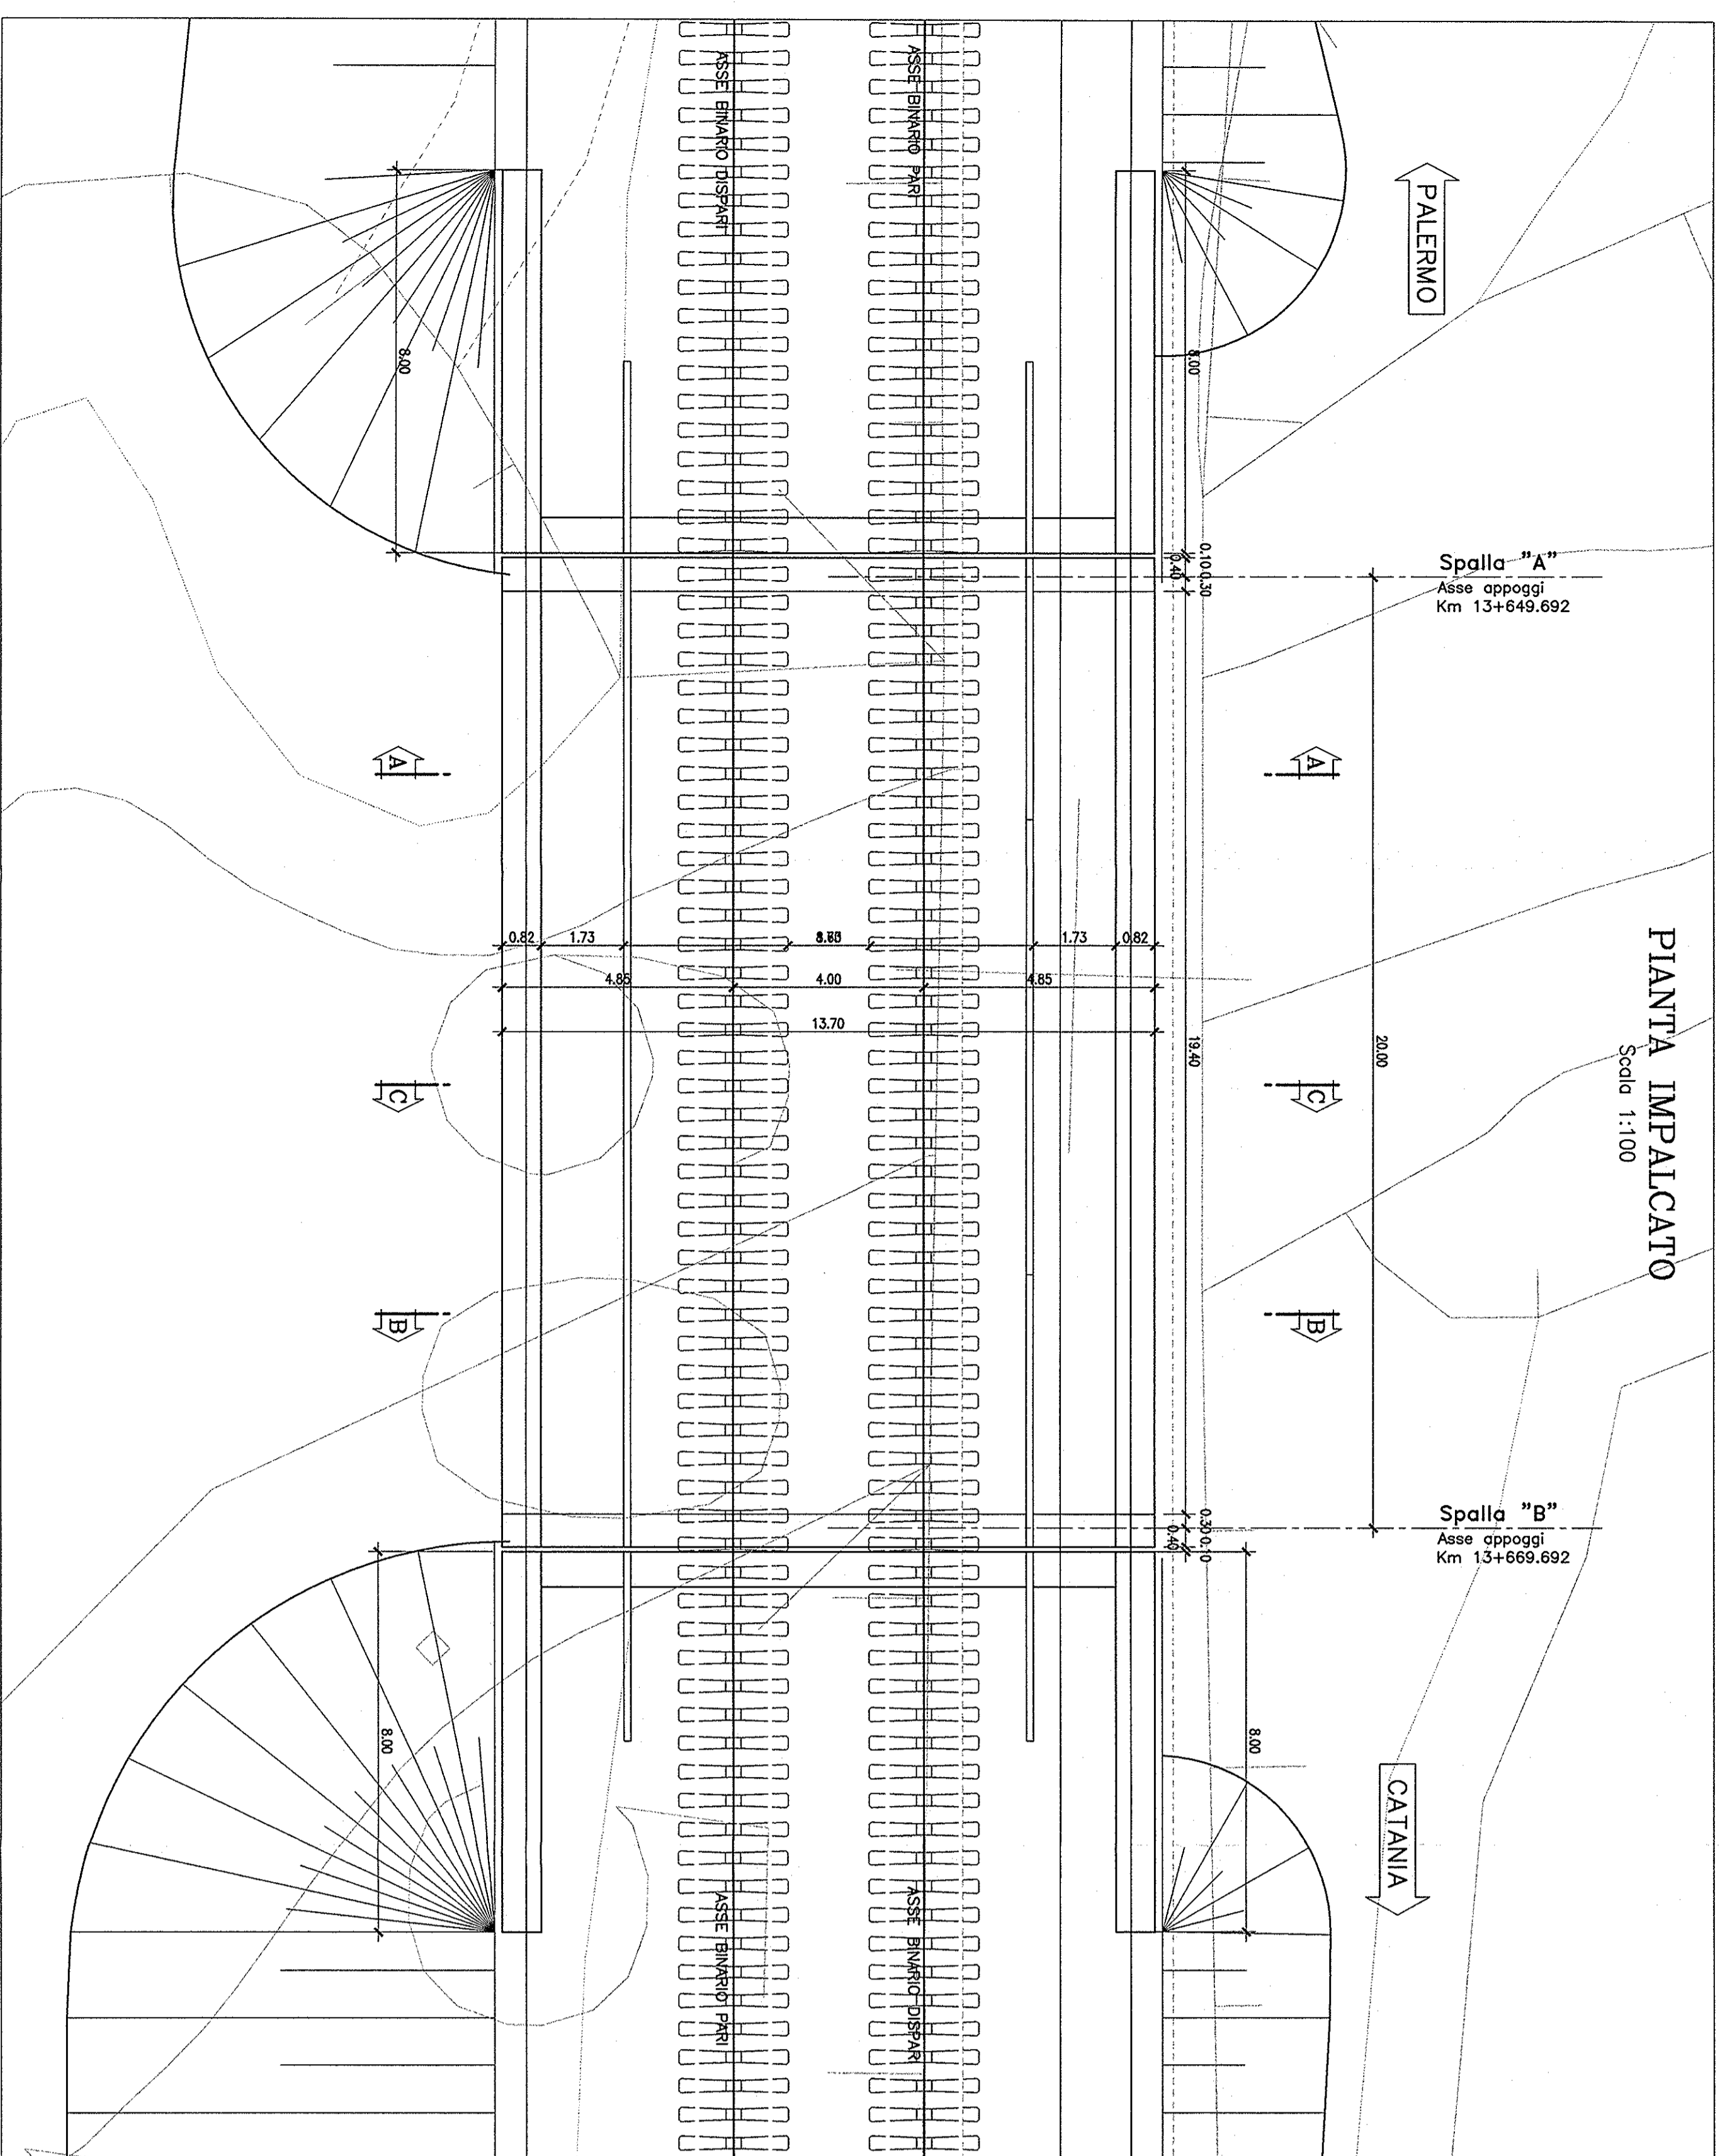 PIANTA IMPALCATO
Scala 1:100
PALERMO
CATANIA
ASSE BINARIO DISPARI
ASSE BINARIO PARI
8.00
8.00
0.10
0.30
0.40
Spalla "A"
Asse appoggi
Km 13+649.692
A
A
0.82
1.73
1.73
0.82
4.85
4.00
4.85
13.70
19.40
20.00
C
C
B
B
Spalla "B"
Asse appoggi
Km 13+669.692
0.30
0.10
0.40
8.00
8.00
ASSE BINARIO PARI
ASSE BINARIO DISPARI